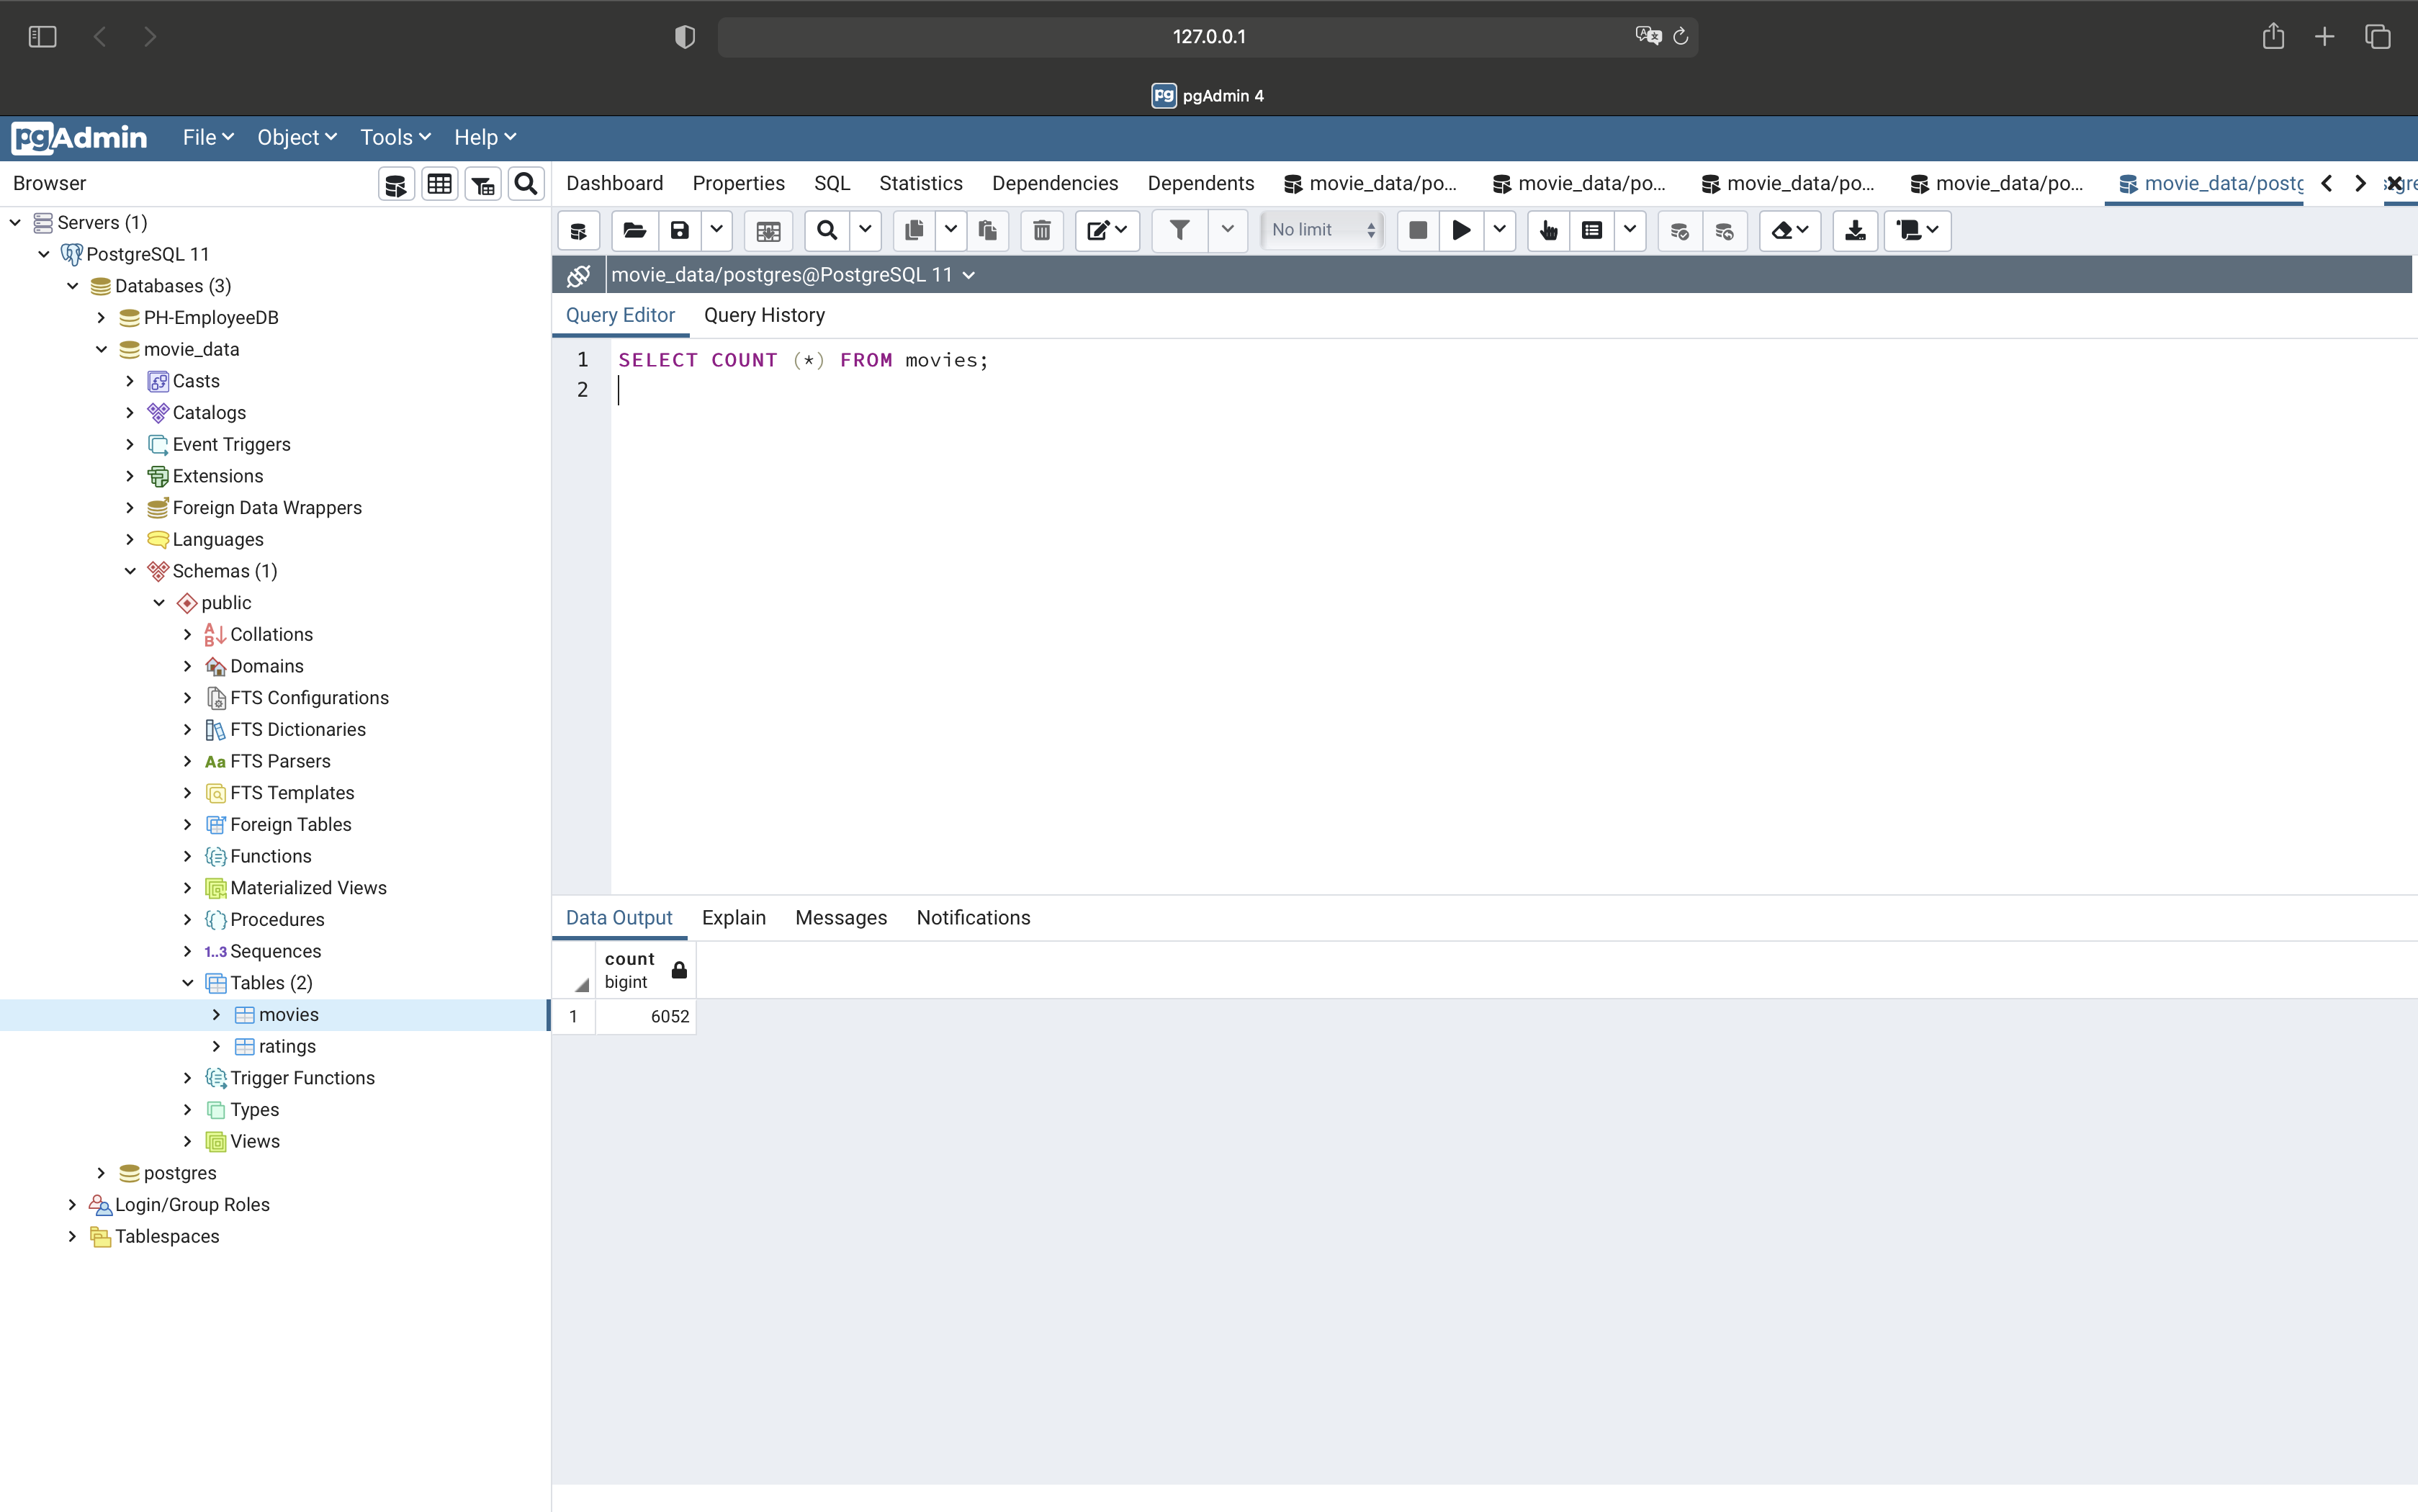 127.0.0.1
pg pgAdmin 4
pgAdmin File Object Tools Help
Browser
Dashboard Properties SQL Statistics Dependencies Dependents movie_data/po... movie_data/po... movie_data/po... movie_data/po... movie_data/postg
Servers (1)
PostgreSQL 11
Databases (3)
PH-EmployeeDB
movie_data
Casts
Catalogs
Event Triggers
Extensions
Foreign Data Wrappers
Languages
Schemas (1)
public
Collations
Domains
FTS Configurations
FTS Dictionaries
Aa FTS Parsers
FTS Templates
Foreign Tables
Functions
Materialized Views
Procedures
1..3 Sequences
Tables (2)
movies
ratings
Trigger Functions
Types
Views
postgres
Login/Group Roles
Tablespaces
No limit
movie_data/postgres@PostgreSQL 11
Query Editor Query History
1 SELECT COUNT (*) FROM movies;
2
Data Output Explain Messages Notifications
count
bigint
1 6052